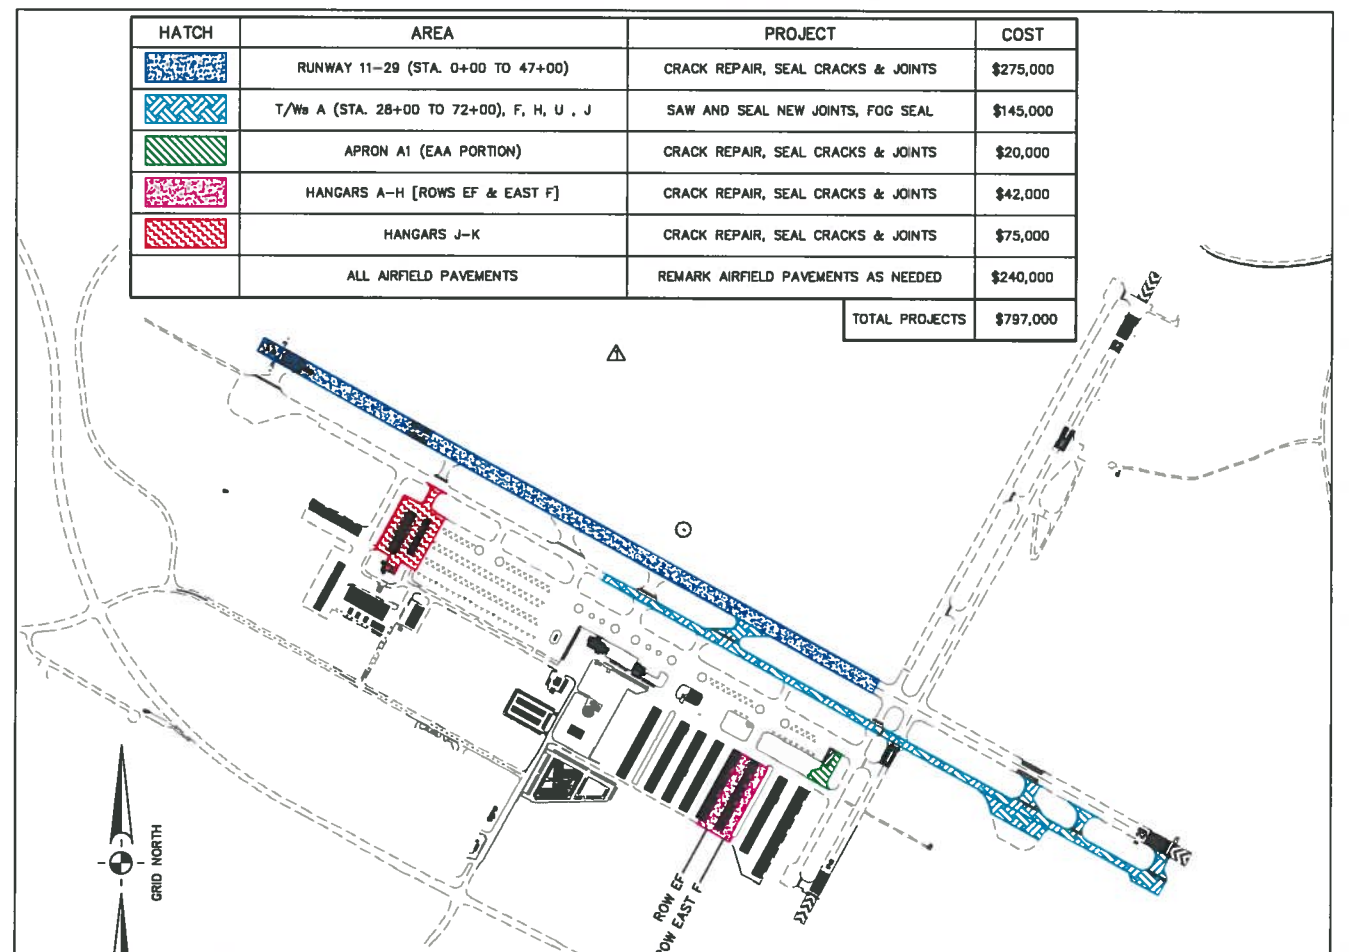 HATCH AREA PROJECT COST
RUNWAY 11-29 (STA. 0+00 TO 47+00) CRACK REPAIR, SEAL CRACKS & JOINTS $275,000
T/Ws A (STA. 28+00 TO 72+00), F, H, U , J SAW AND SEAL NEW JOINTS, FOG SEAL $145,000
APRON A1 (EAA PORTION) CRACK REPAIR, SEAL CRACKS & JOINTS $20,000
HANGARS A-H [ROWS EF & EAST F] CRACK REPAIR, SEAL CRACKS & JOINTS $42,000
HANGARS J-K CRACK REPAIR, SEAL CRACKS & JOINTS $75,000
ALL AIRFIELD PAVEMENTS REMARK AIRFIELD PAVEMENTS AS NEEDED $240,000
TOTAL PROJECTS $797,000
GRID NORTH
ROW EF
ROW EAST F